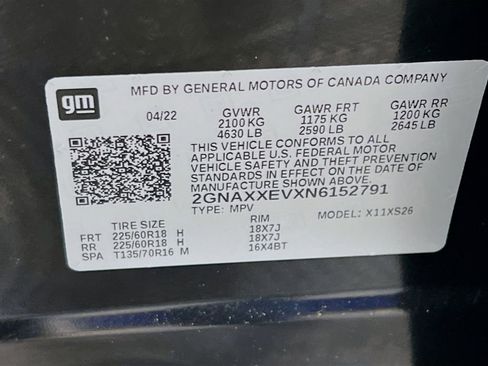 gm
MFD BY GENERAL MOTORS OF CANADA COMPANY
04/22 GVWR GAWR FRT GAWR RR
2100 KG 1175 KG 1200 KG
4630 LB 2590 LB 2645 LB
THIS VEHICLE CONFORMS TO ALL
APPLICABLE U.S. FEDERAL MOTOR
VEHICLE SAFETY AND THEFT PREVENTION
STANDARDS IN EFFECT ON THE DATE OF
MANUFACTURE SHOWN ABOVE.
2GNAXXEVXN6152791
TYPE: MPV MODEL: X11XS26
TIRE SIZE RIM
FRT 225/60R18 H 18X7J
RR 225/60R18 H 18X7J
SPA T135/70R16 M 16X4BT